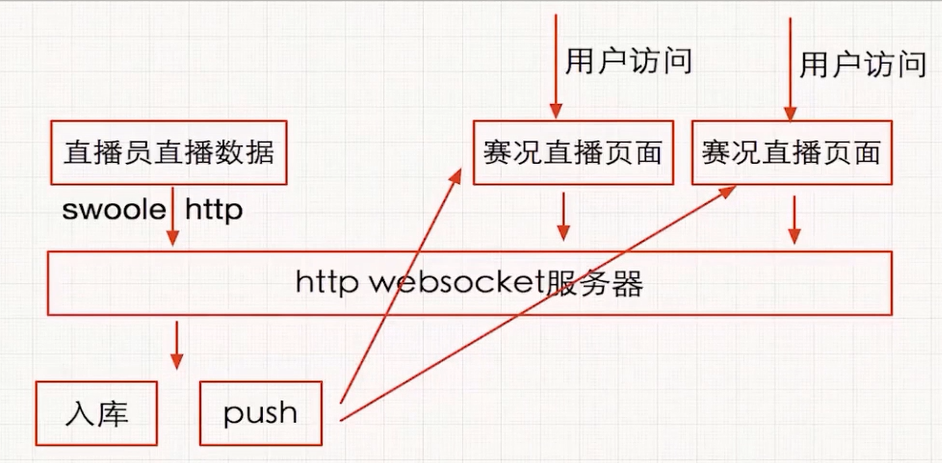 用户访问
用户访问
直播员直播数据
赛况直播页面
赛况直播页面
swoole http
http websocket服务器
入库
push